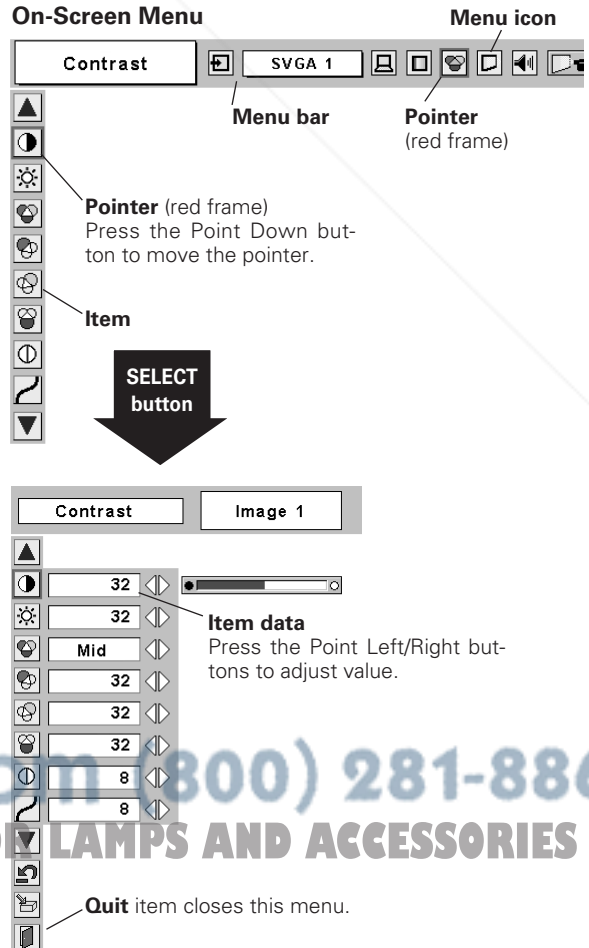 On-Screen Menu
Menu icon
Contrast
SVGA 1
Menu bar
Pointer
(red frame)
Pointer (red frame)
Press the Point Down but-
ton to move the pointer.
Item
SELECT
button
Contrast
Image 1
32
32
Item data
Mid
Press the Point Left/Right but-
tons to adjust value.
32
32
32
8
(800) 281-886
8
LAMPS AND ACCESSORIES
Quit item closes this menu.